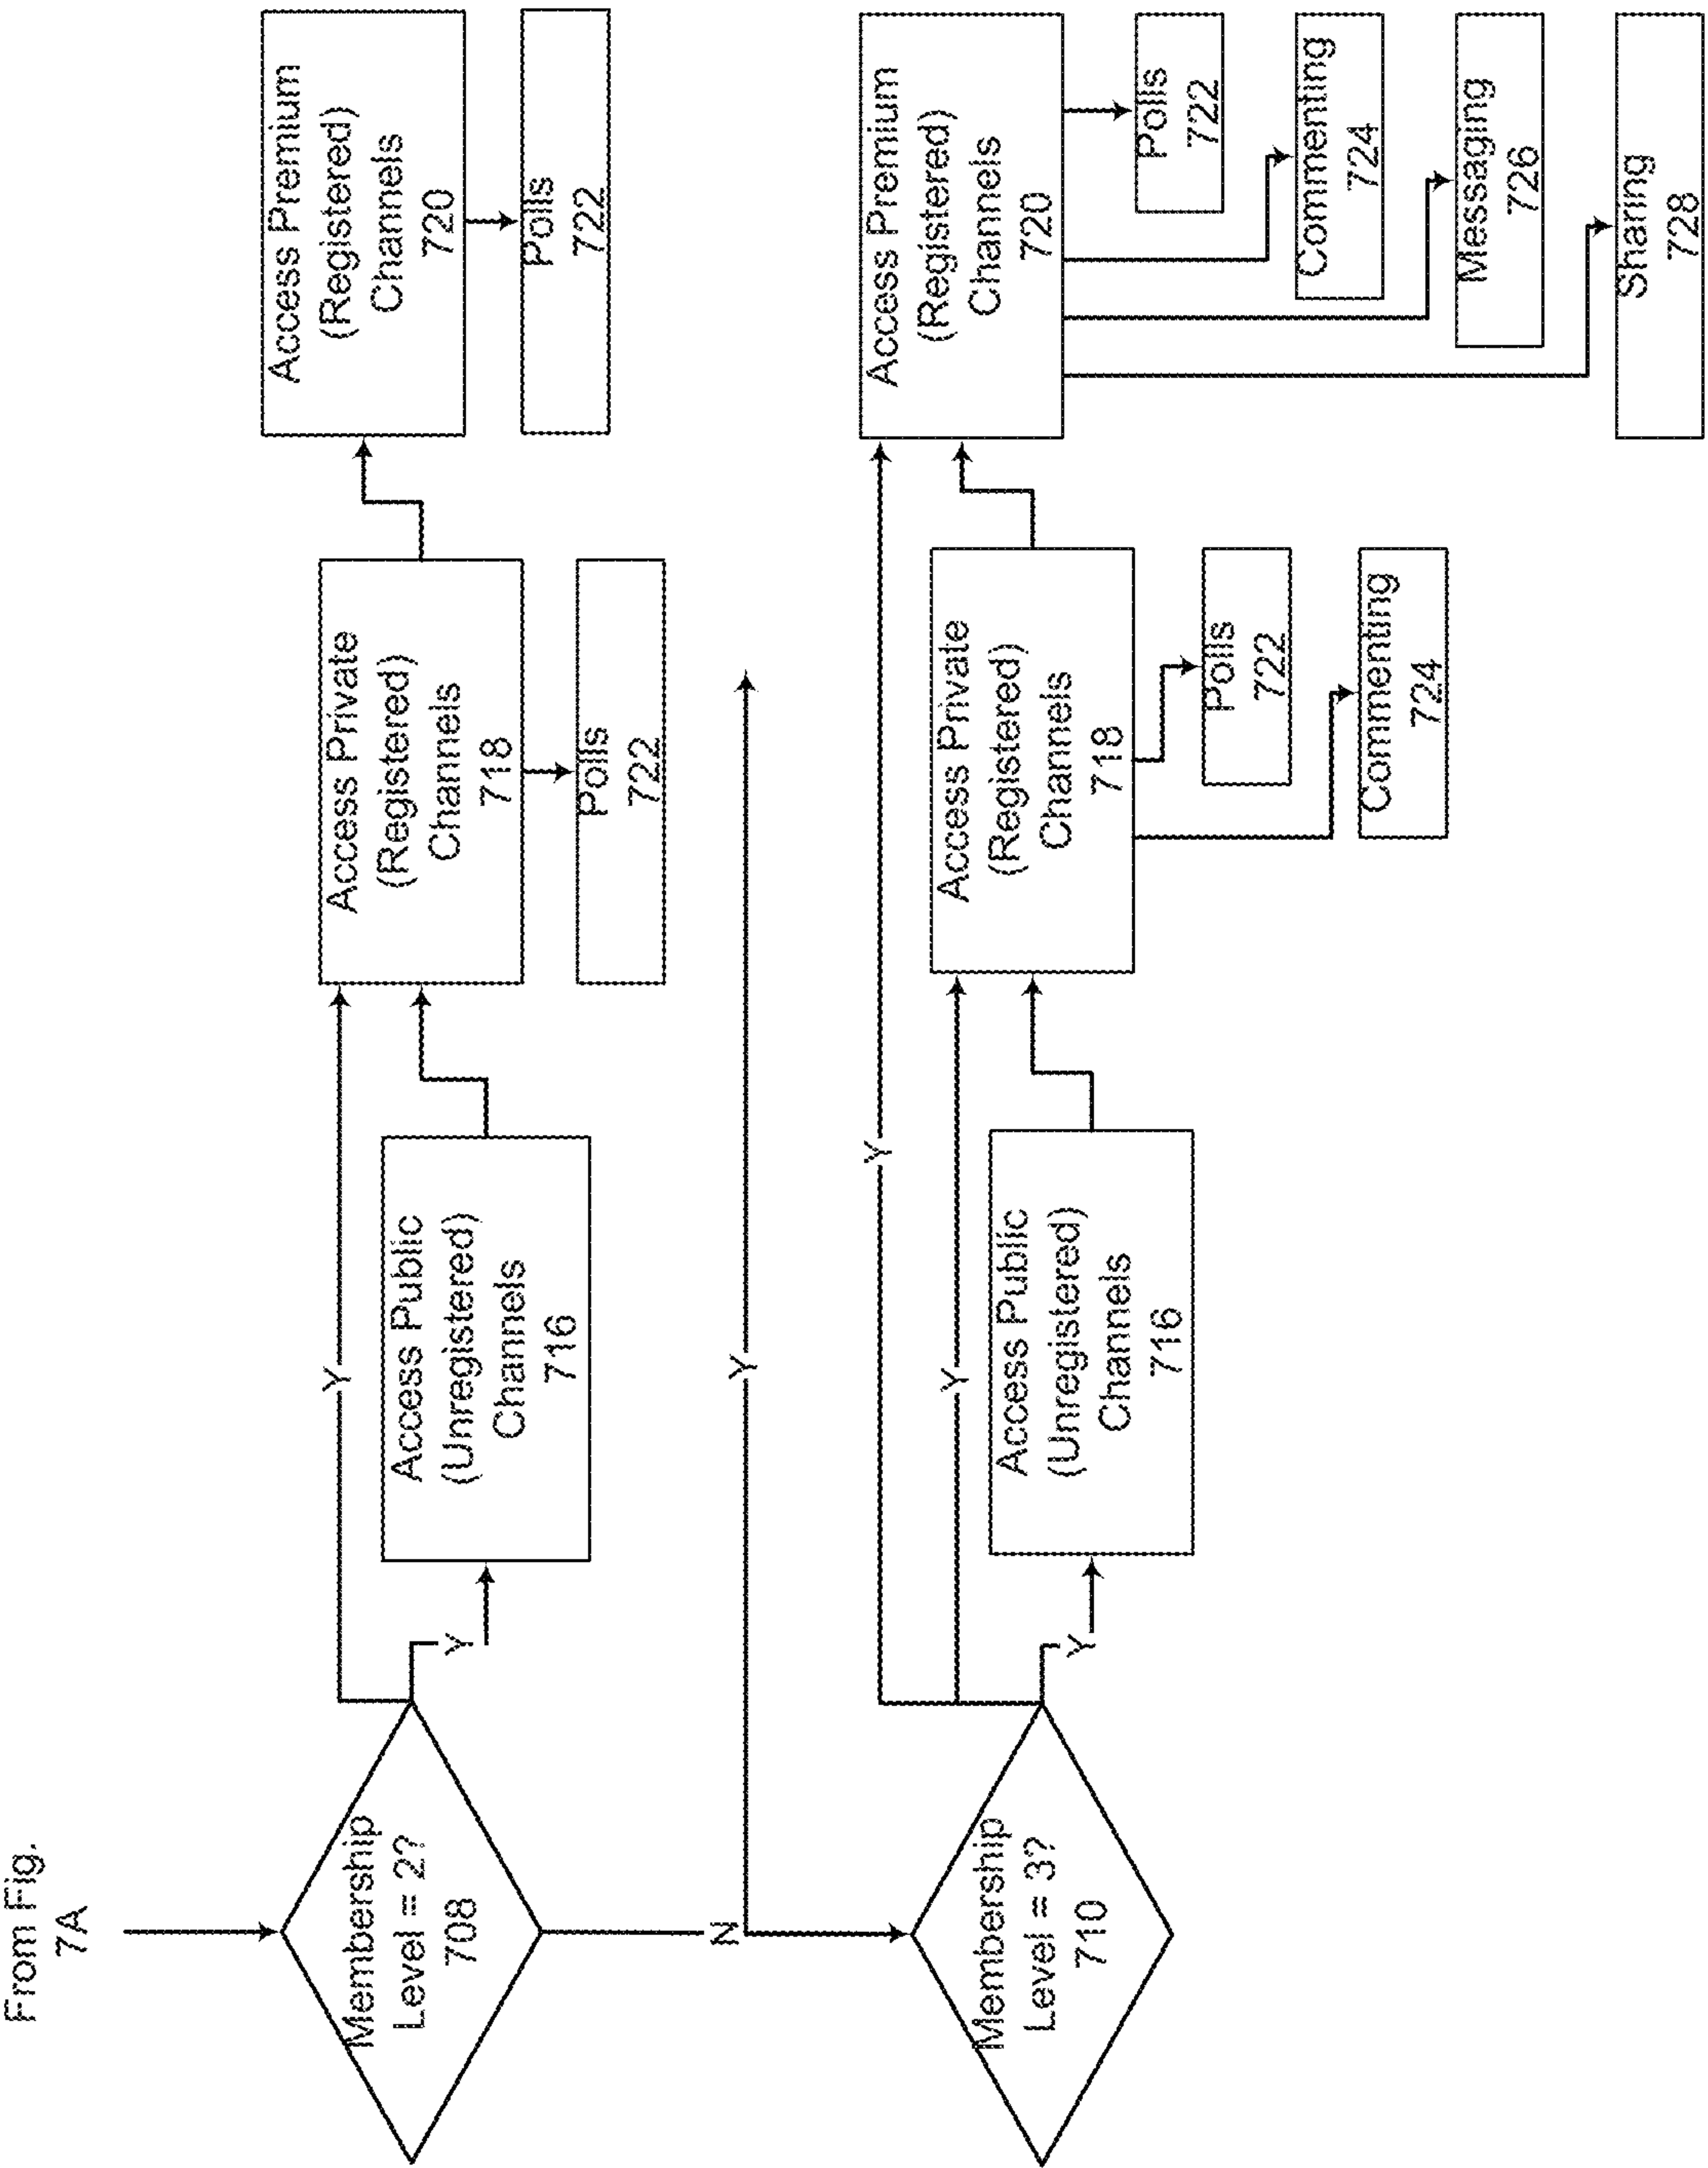 From Fig.
7A
Membership
Level = 2?
708
Y
Y
Access Public
(Unregistered)
Channels
716
Access Private
(Registered)
Channels
718
Polls
722
Access Premium
(Registered)
Channels
720
Polls
722
N
Y
Membership
Level = 3?
710
Y
Y
Y
Access Public
(Unregistered)
Channels
716
Access Private
(Registered)
Channels
718
Polls
722
Commenting
724
Access Premium
(Registered)
Channels
720
Polls
722
Commenting
724
Messaging
726
Sharing
728